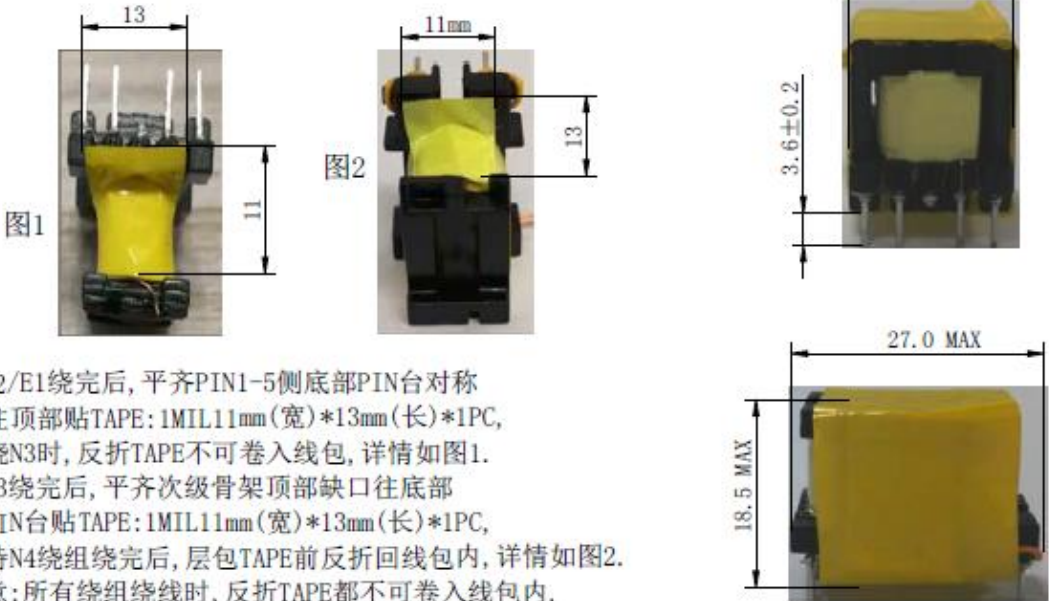 13
11mm
图2
13
3.6±0.2
图1
11
27.0 MAX
18.5 MAX
2/E1绕完后,平齐PIN1-5侧底部PIN台对称
顶部贴TAPE:1MIL11mm(宽)*13mm(长)*1PC,
绕N3时,反折TAPE不可卷入线包,详情如图1.
3绕完后,平齐次级骨架顶部缺口往底部
IN台贴TAPE:1MIL11mm(宽)*13mm(长)*1PC,
N4绕组绕完后,层包TAPE前反折回线包内,详情如图2.
:所有绕组绕线时,反折TAPE都不可卷入线包内.